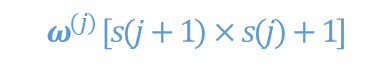 𝝎⁽ʲ⁾ [s(j + 1) × s(j) + 1]